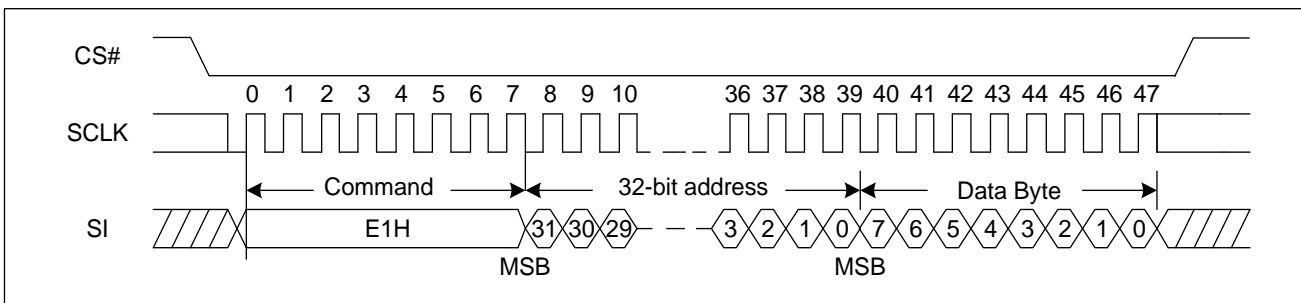 CS#
0 1 2 3 4 5 6 7 8 9 10 36 37 38 39 40 41 42 43 44 45 46 47
SCLK
Command 32-bit address Data Byte
SI E1H 31 30 29 3 2 1 0 7 6 5 4 3 2 1 0
MSB MSB